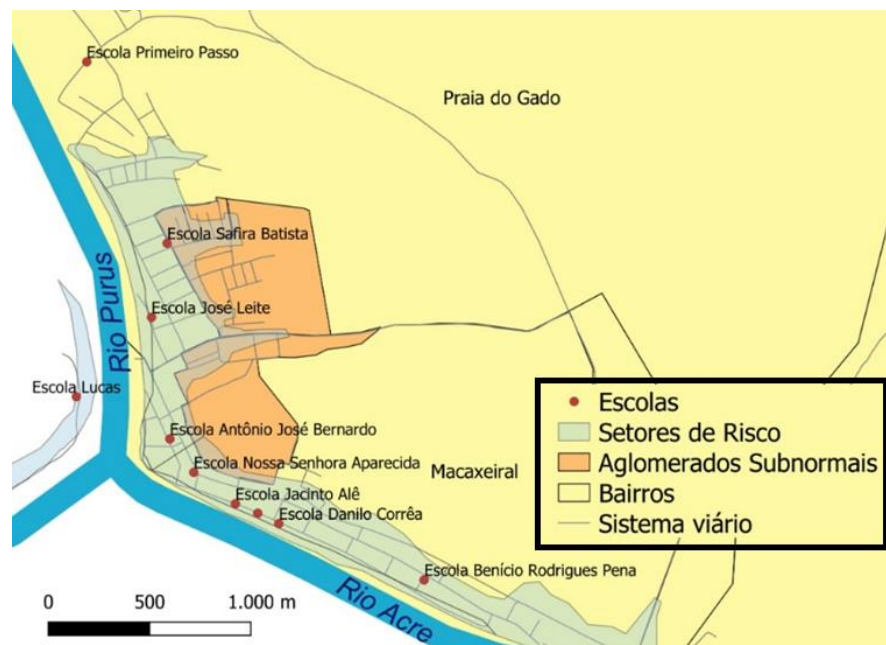 Escola Primeiro Passo
Praia do Gado
Escola Safira Batista
Rio Purus
Escola José Leite
Escola Lucas
Escola Antônio José Bernardo
Escola Nossa Senhora Aparecida
Macaxeiral
Escola Jacinto Alê
Escola Danilo Corrêa
Escola Benício Rodrigues Pena
Rio Acre
Escolas
Setores de Risco
Aglomerados Subnormais
Bairros
Sistema viário
0 500 1.000 m